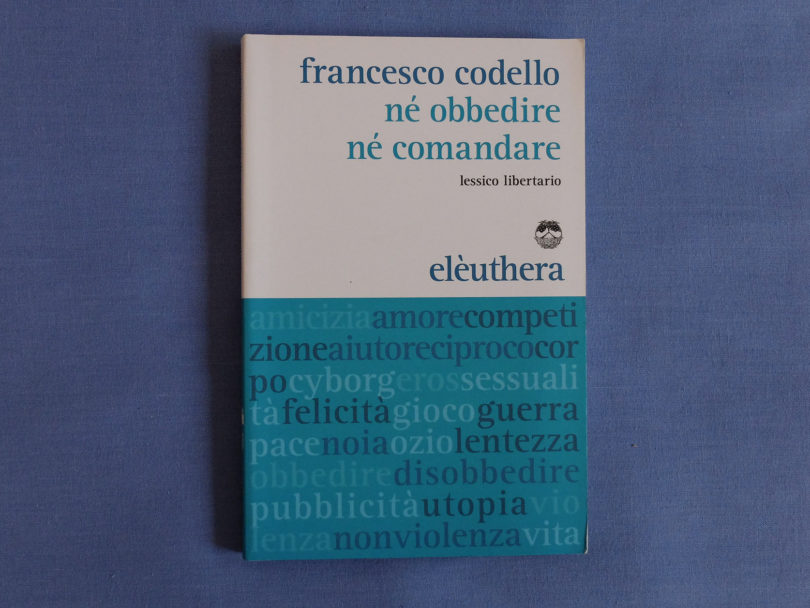 francesco codello
né obbedire
né comandare
lessico libertario
elèuthera
amiciziaamorecompeti
zioneaiutoreciprococor
pocyborgerossessuali
tàfelicitàgiocoguerra
pacenoiaoziolentezza
obbediredisobbedire
pubblicitàutopiavio
lenzanonviolenzavita